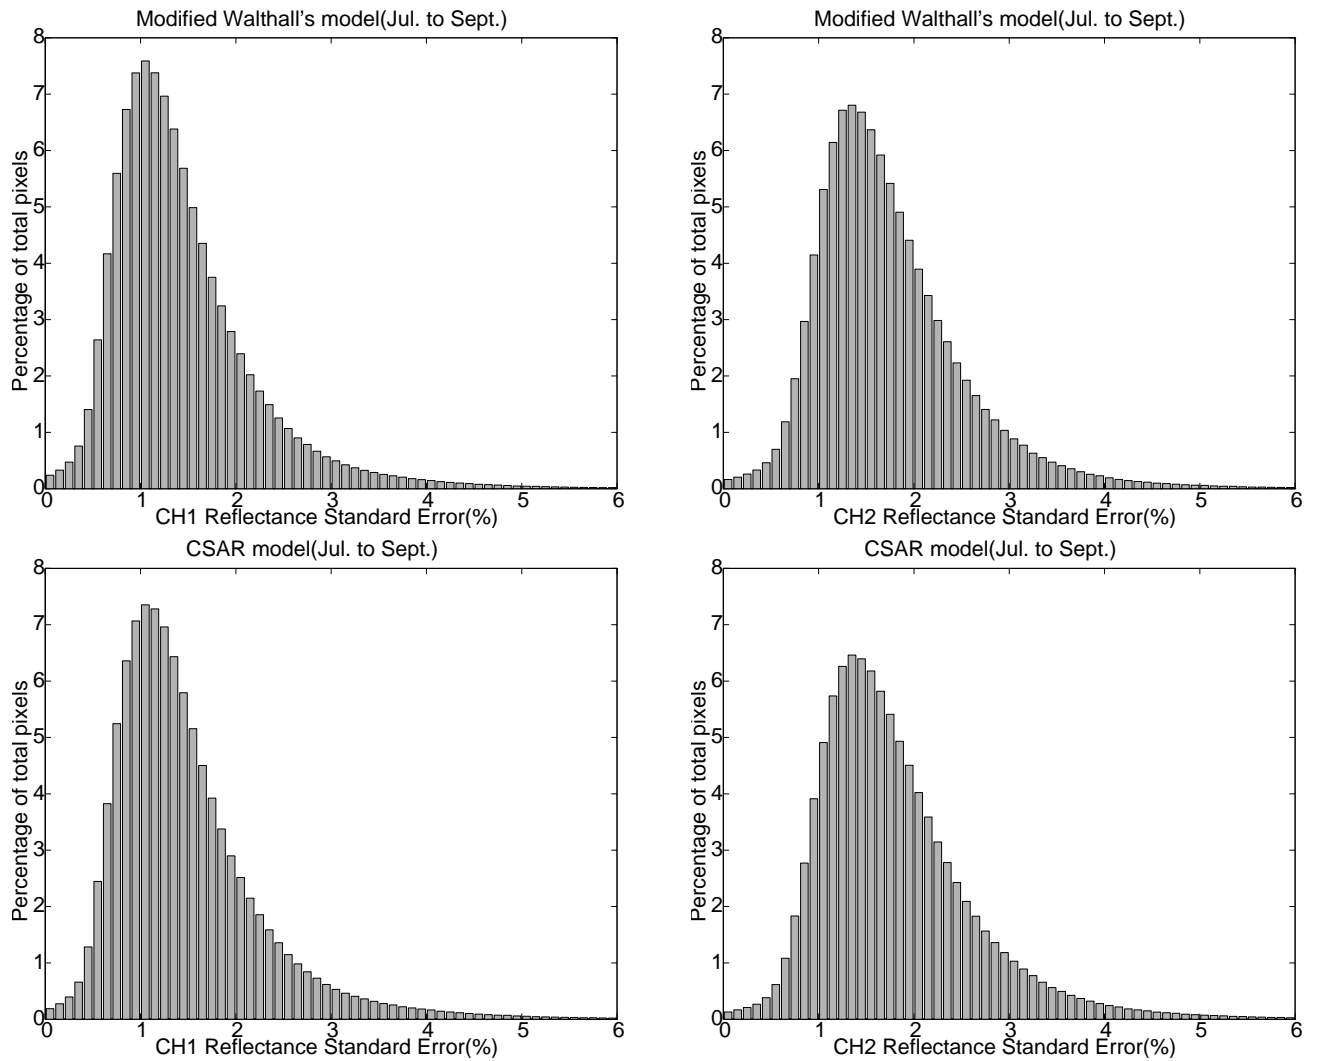 Modified Walthall's model(Jul. to Sept.)
Percentage of total pixels
8
7
6
5
4
3
2
1
0
0 1 2 3 4 5 6
CH1 Reflectance Standard Error(%)
Modified Walthall's model(Jul. to Sept.)
Percentage of total pixels
8
7
6
5
4
3
2
1
0
0 1 2 3 4 5 6
CH2 Reflectance Standard Error(%)
CSAR model(Jul. to Sept.)
Percentage of total pixels
8
7
6
5
4
3
2
1
0
0 1 2 3 4 5 6
CH1 Reflectance Standard Error(%)
CSAR model(Jul. to Sept.)
Percentage of total pixels
8
7
6
5
4
3
2
1
0
0 1 2 3 4 5 6
CH2 Reflectance Standard Error(%)